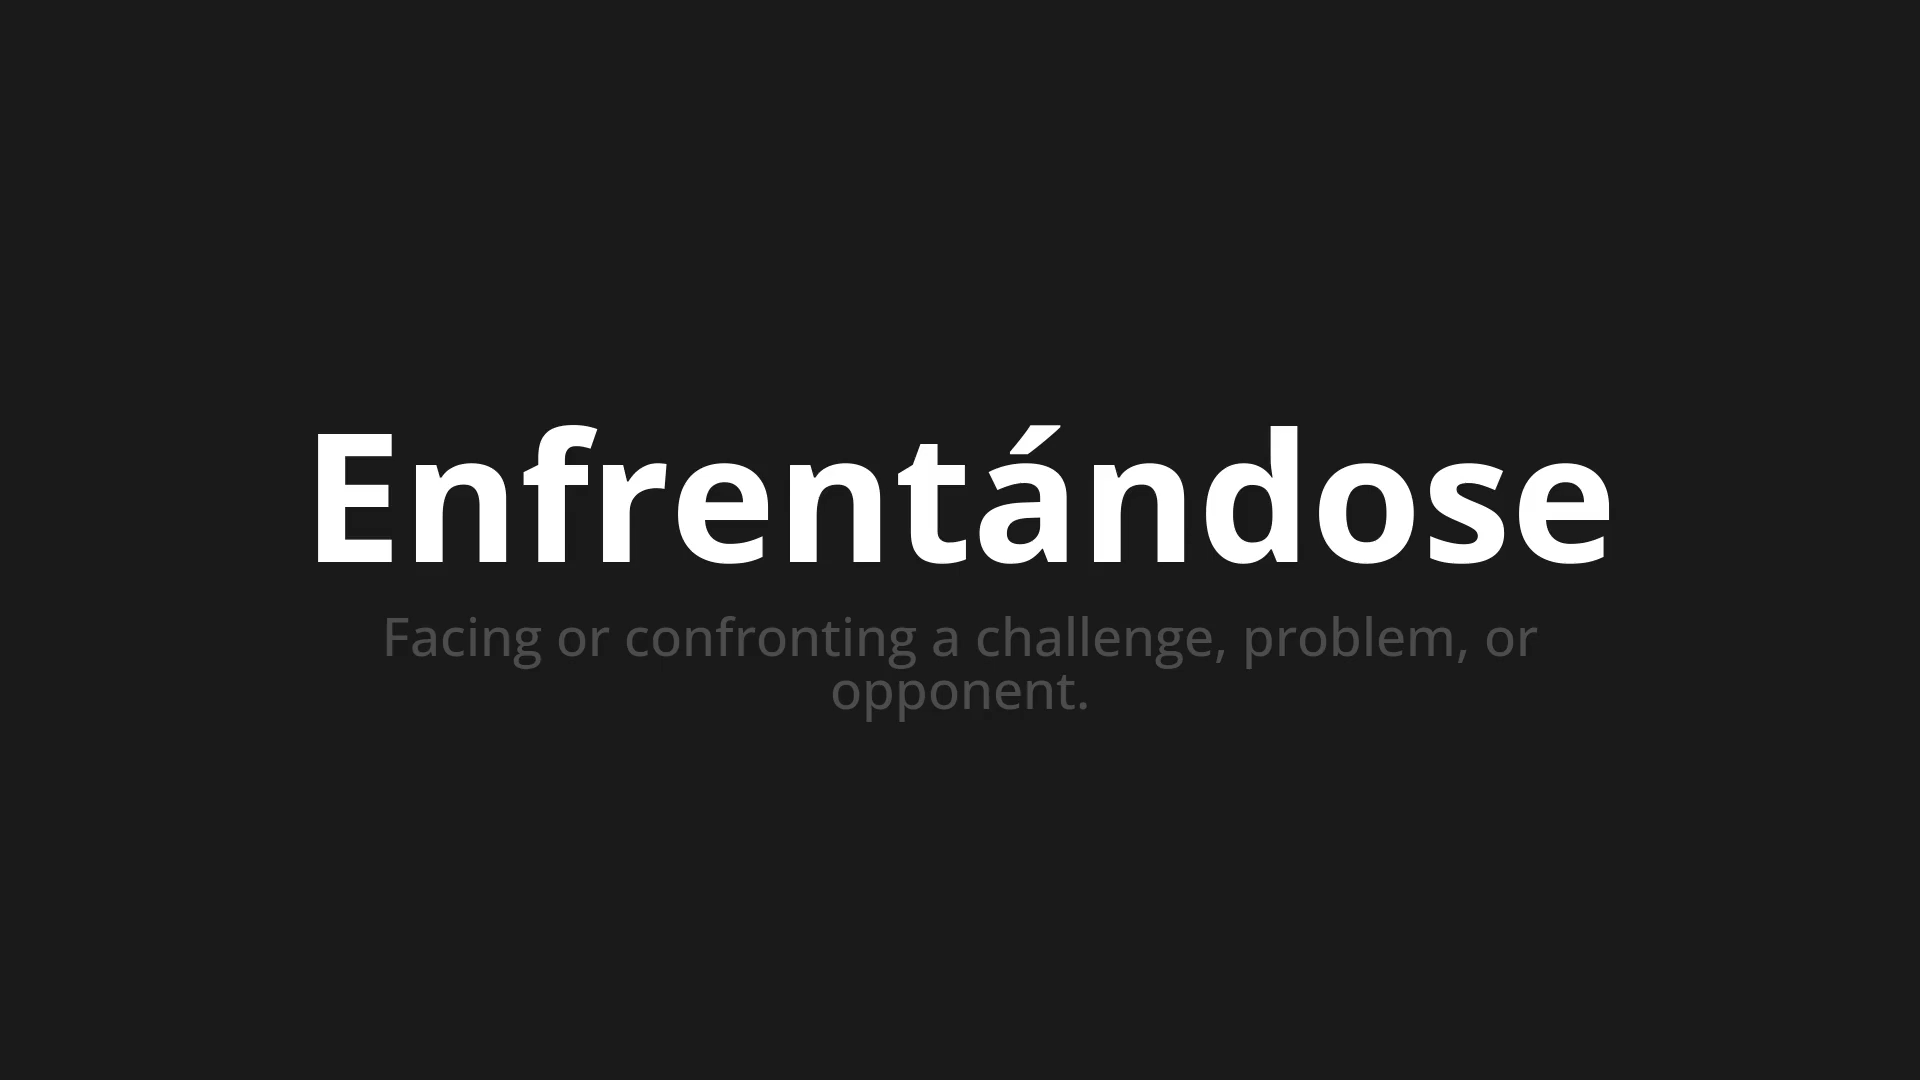 Enfrentándose
Facing or confronting a challenge, problem, or
opponent.